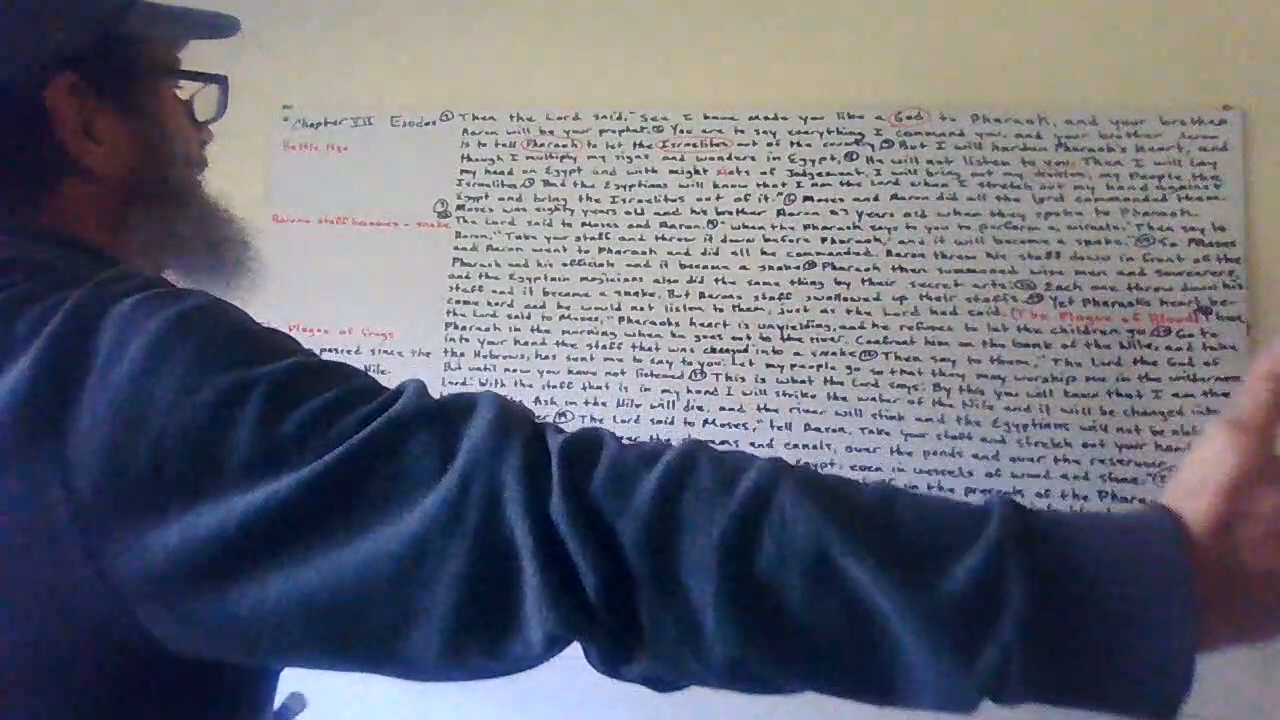 "Chapter VII Exodus ① Then the Lord said, "See I have made you like a God to Pharaoh, and your brother
Aaron will be your prophet. ② You are to say everything I command you, and your brother Aaron
is to tell Pharaoh to let the Israelites out of the country ③ But I will harden Pharaoh's heart, and
though I multiply my signs and wonders in Egypt, ④ He will not listen to you. Then I will lay
my hand on Egypt and with might acts of Judgement, I will bring out my division, my people the
Israelites ⑤ And the Egyptians will know that I am the Lord when I stretch out my hand against
Egypt and bring the Israelites out of it. ⑥ Moses and Aaron did all the lord commanded them.
⑦ Moses was eighty years old and his brother Aaron 83 years old when they spoke to Pharaoh
Aarons staff becomes a snake
The Lord said to Moses and Aaron. ⑨ "When the Pharaoh says to you to perform a miracle." Then say to
Aaron." Take your staff and throw it down before Pharaoh, and it will become a snake. ⑩ So Moses
and Aaron went to Pharaoh and did all he commanded. Aaron threw his staff down in front of the
Pharaoh and his officials and it became a snake ⑪ Pharaoh then summoned wise men and
and the Egyptian magicians also did the same thing by their secret arts: ⑫ Each one threw down his
staff and it became a snake. But Aarons staff swallowed up their staffs. ⑬ Yet Pharaohs heart be-
came hard and he would not listen to them, just as the Lord had said. (The Plague of Blood)
the Lord said to Moses, "Pharaohs heart is unyielding, and he refuses to let the children go ⑮ Go to
Pharaoh in the morning when he goes out to the river. Confront him on the bank of the Nile, and take
into your hand the staff that was changed into a snake ⑯ Then say to them," The Lord the God of
the Hebrews, has sent me to say to you: Let my people go so that they may worship me in the wilderness
But until now you have not listened ⑰ This is what the Lord says: By this you will know that I am the
Lord: With the staff that is in my hand I will strike the water of the Nile and it will be changed into
fish in the Nile will die, and the river will stink and the Egyptians will not be able
⑲ The Lord said to Moses," tell Aaron, Take your staff and stretch out your hand
and canals, over the ponds and over the
even in vessels of wood and stone.
in the presents of the
Plague of frogs
passed since the
Nile